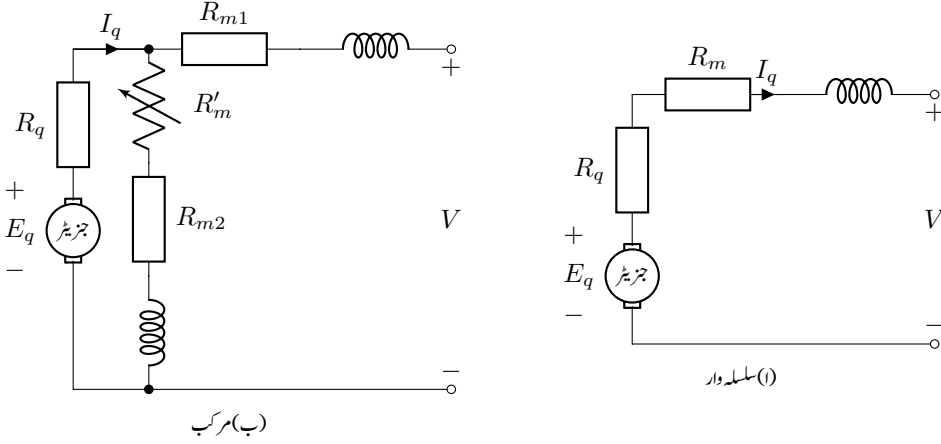 R_{m1}
I_q
R'_m
R_q
R_{m2}
+
E_q
−
جنریٹر
+
V
−
(ب) مرکب
R_m
I_q
R_q
+
E_q
−
جنریٹر
+
V
−
(ا) سلسلہ وار